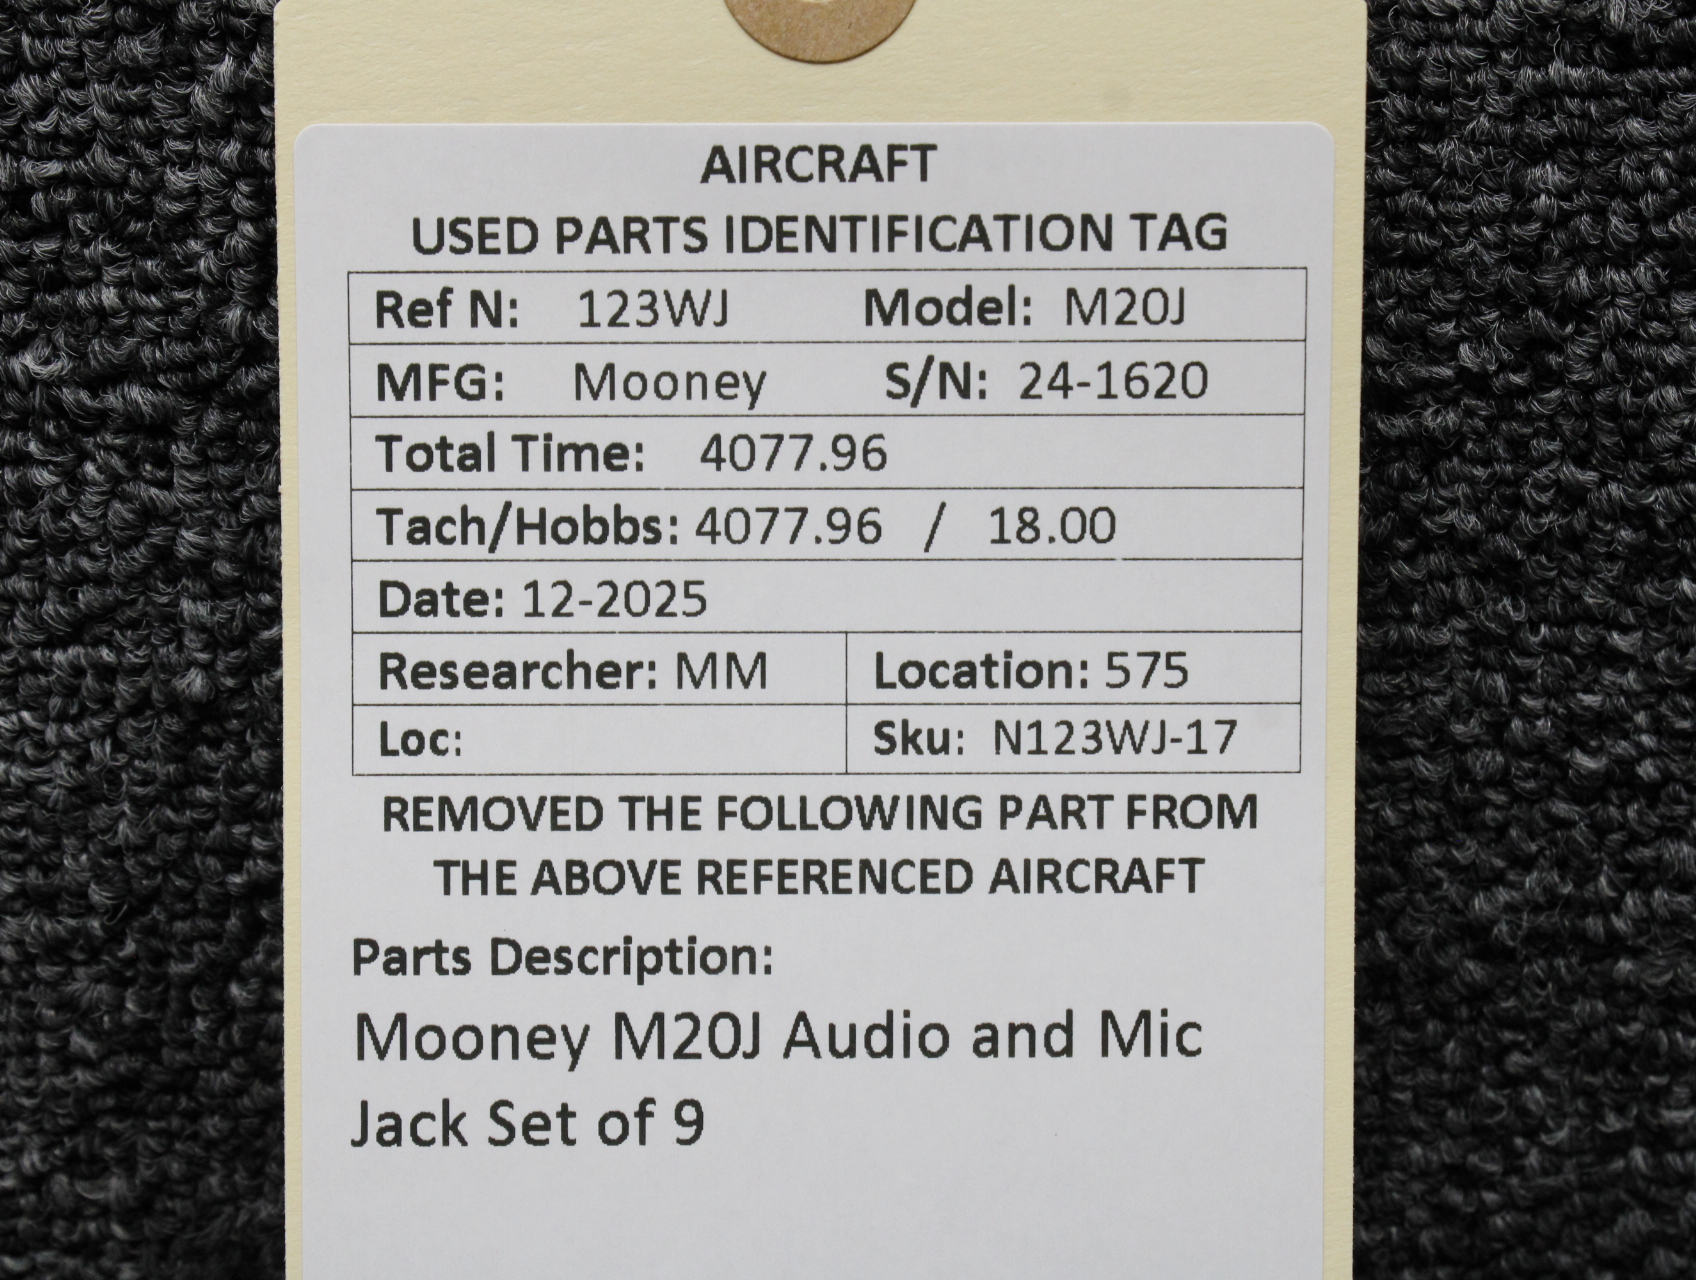 AIRCRAFT
USED PARTS IDENTIFICATION TAG
Ref N: 123WJ Model: M20J
MFG: Mooney S/N: 24-1620
Total Time: 4077.96
Tach/Hobbs: 4077.96 / 18.00
Date: 12-2025
Researcher: MM Location: 575
Loc: Sku: N123WJ-17
REMOVED THE FOLLOWING PART FROM
THE ABOVE REFERENCED AIRCRAFT
Parts Description:
Mooney M20J Audio and Mic
Jack Set of 9